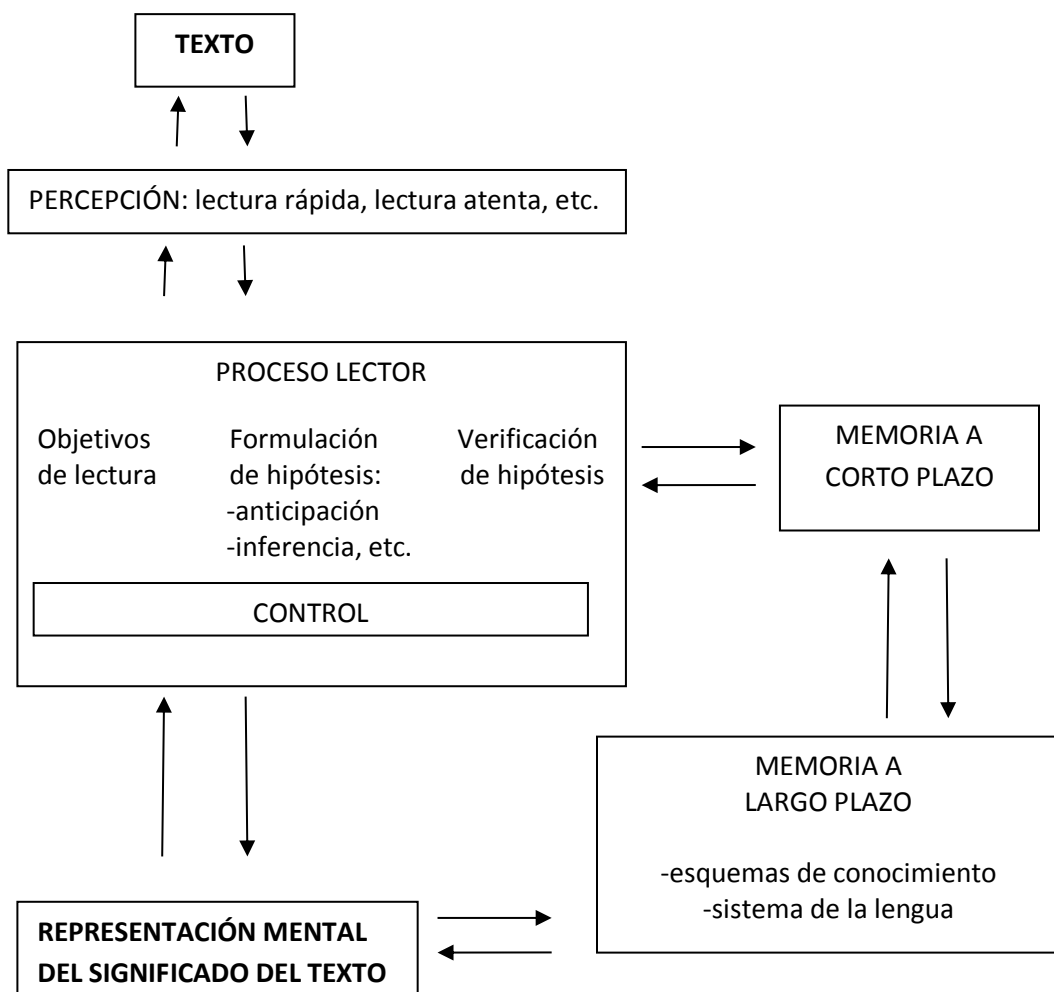 TEXTO
PERCEPCIÓN: lectura rápida, lectura atenta, etc.
PROCESO LECTOR
Objetivos
de lectura
Formulación
de hipótesis:
-anticipación
-inferencia, etc.
Verificación
de hipótesis
CONTROL
MEMORIA A
CORTO PLAZO
MEMORIA A
LARGO PLAZO
-esquemas de conocimiento
-sistema de la lengua
REPRESENTACIÓN MENTAL
DEL SIGNIFICADO DEL TEXTO